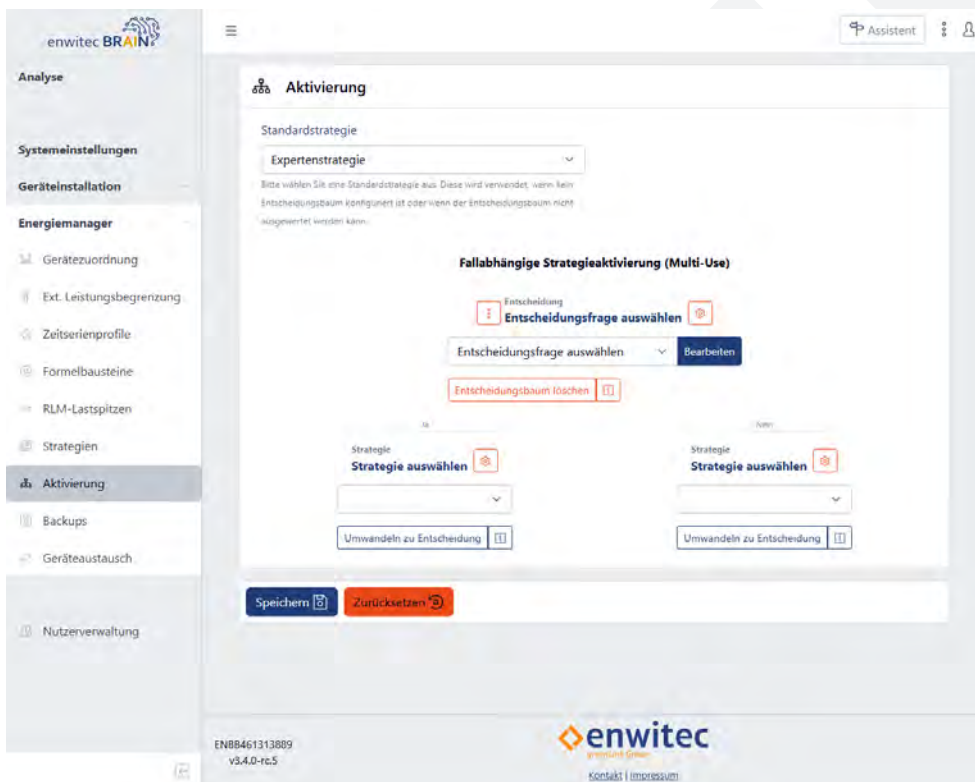 enwitec BRAIN
Assistent
Analyse
Systemeinstellungen
Geräteinstallation
Energiemanager
Gerätezuordnung
Ext. Leistungsbegrenzung
Zeitserienprofile
Formelbausteine
RLM-Lastspitzen
Strategien
Aktivierung
Backups
Geräteaustausch
Nutzerverwaltung
Aktivierung
Standardstrategie
Expertenstrategie
Bitte wählen Sie eine Standardstrategie aus. Diese wird verwendet, wenn kein
Entscheidungsbaum konfiguriert ist oder wenn der Entscheidungsbaum nicht
ausgewertet werden kann.
Fallabhängige Strategieaktivierung (Multi-Use)
Entscheidung
Entscheidungsfrage auswählen
Entscheidungsfrage auswählen
Bearbeiten
Entscheidungsbaum löschen
Ja
Nein
Strategie
Strategie auswählen
Strategie
Strategie auswählen
Umwandeln zu Entscheidung
Umwandeln zu Entscheidung
Speichern
Zurücksetzen
ENBB461313889
v3.4.0-rc.5
enwitec
Kontakt | Impressum